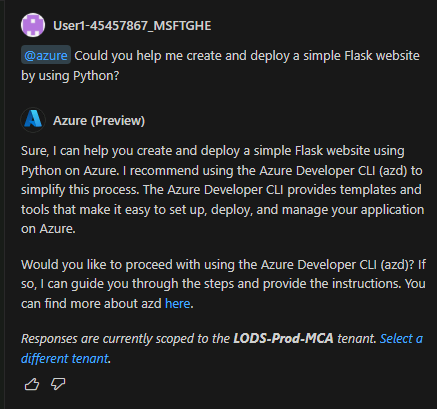 User1-45457867_MSFTGHE
@azure Could you help me create and deploy a simple Flask website
by using Python?
Azure (Preview)
Sure, I can help you create and deploy a simple Flask website using
Python on Azure. I recommend using the Azure Developer CLI (azd) to
simplify this process. The Azure Developer CLI provides templates and
tools that make it easy to set up, deploy, and manage your application
on Azure.
Would you like to proceed with using the Azure Developer CLI (azd)? If
so, I can guide you through the steps and provide the instructions. You
can find more about azd here.
Responses are currently scoped to the LODS-Prod-MCA tenant. Select a
different tenant.